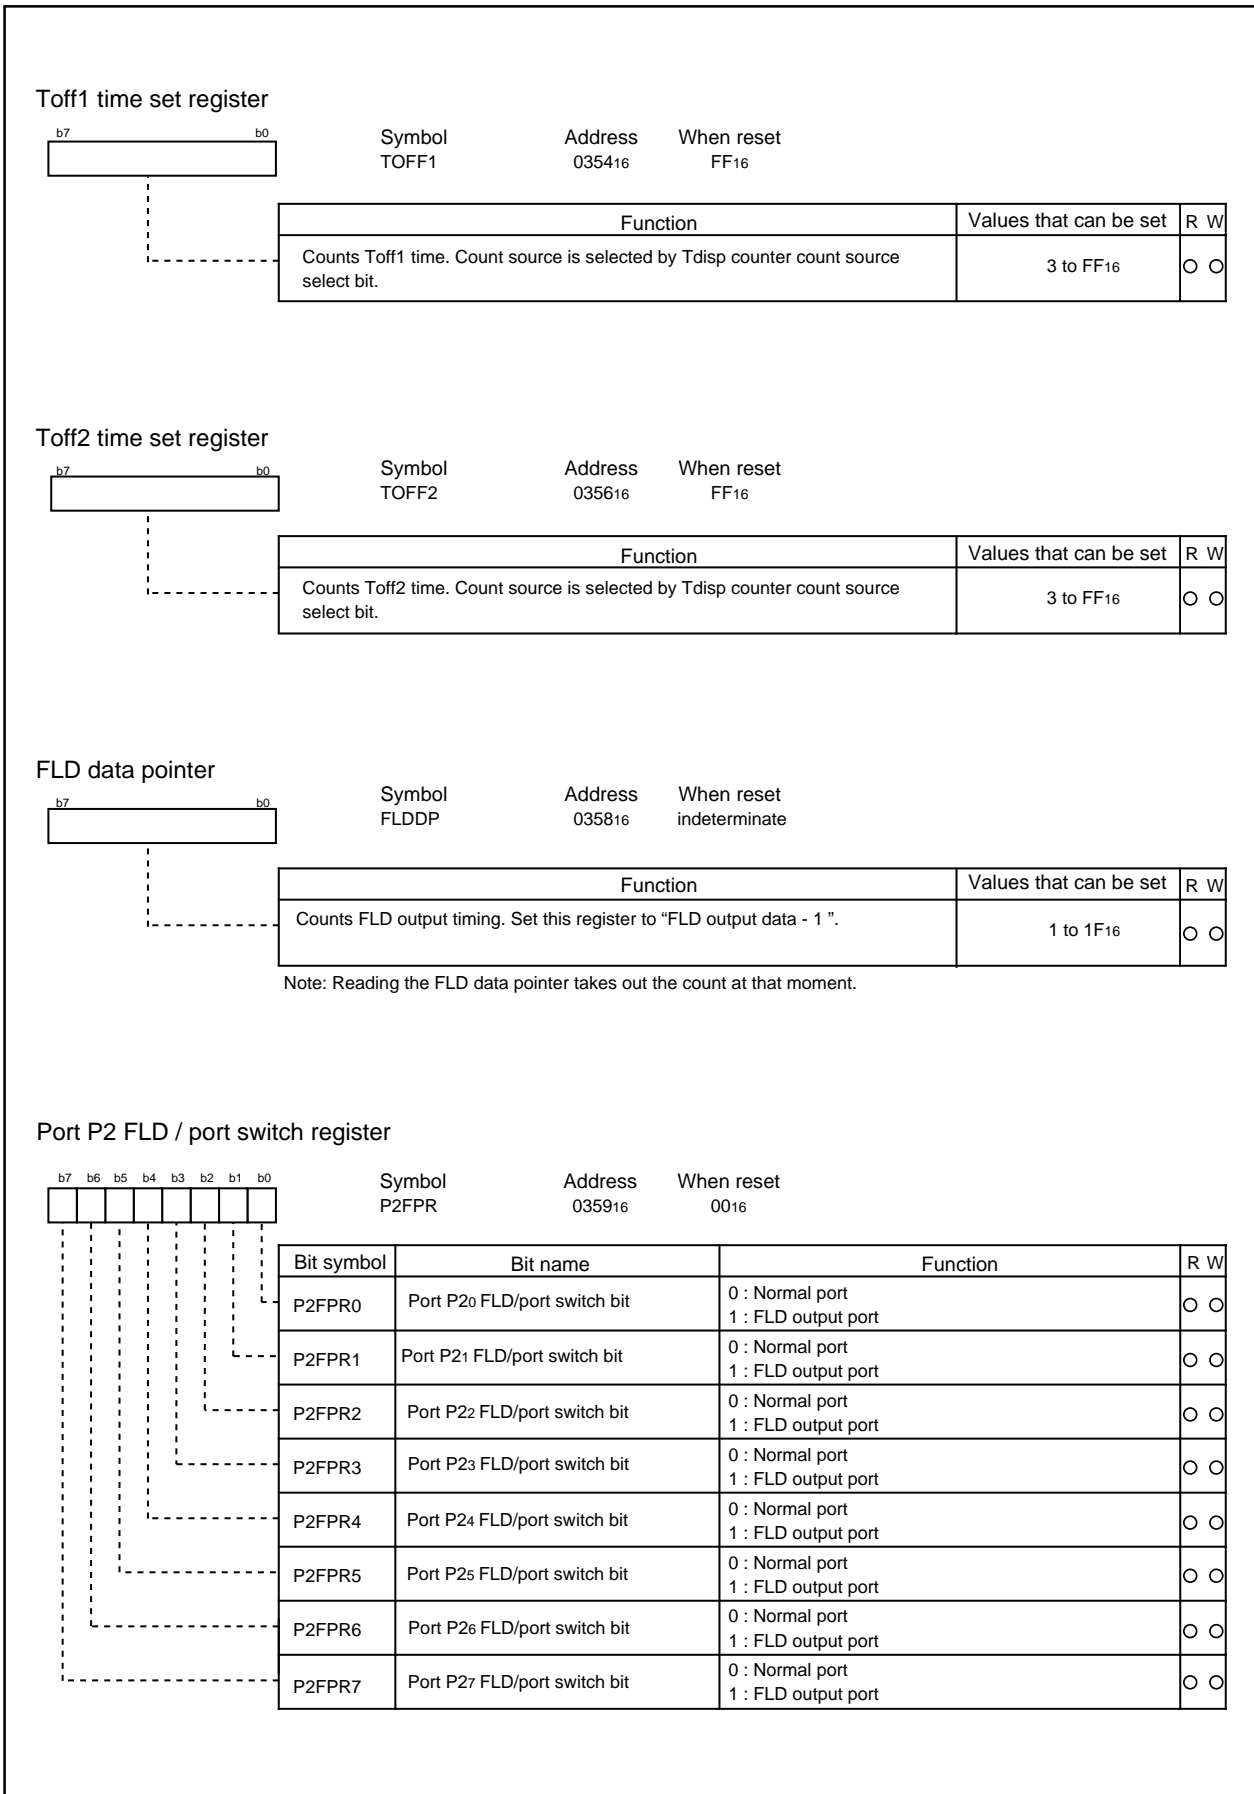 Toff1 time set register
b7 b0 Symbol Address When reset
TOFF1 035416 FF16
Function Values that can be set R W
Counts Toff1 time. Count source is selected by Tdisp counter count source
select bit.
3 to FF16
Toff2 time set register
b7 b0 Symbol Address When reset
TOFF2 035616 FF16
Function Values that can be set R W
Counts Toff2 time. Count source is selected by Tdisp counter count source
select bit.
3 to FF16
FLD data pointer
b7 b0 Symbol Address When reset
FLDDP 035816 indeterminate
Function Values that can be set R W
Counts FLD output timing. Set this register to “FLD output data - 1 ”.
1 to 1F16
Note: Reading the FLD data pointer takes out the count at that moment.
Port P2 FLD / port switch register
b7 b6 b5 b4 b3 b2 b1 b0 Symbol Address When reset
P2FPR 035916 0016
Bit symbol Bit name Function R W
P2FPR0 Port P20 FLD/port switch bit 0 : Normal port
1 : FLD output port
P2FPR1 Port P21 FLD/port switch bit 0 : Normal port
1 : FLD output port
P2FPR2 Port P22 FLD/port switch bit 0 : Normal port
1 : FLD output port
P2FPR3 Port P23 FLD/port switch bit 0 : Normal port
1 : FLD output port
P2FPR4 Port P24 FLD/port switch bit 0 : Normal port
1 : FLD output port
P2FPR5 Port P25 FLD/port switch bit 0 : Normal port
1 : FLD output port
P2FPR6 Port P26 FLD/port switch bit 0 : Normal port
1 : FLD output port
P2FPR7 Port P27 FLD/port switch bit 0 : Normal port
1 : FLD output port